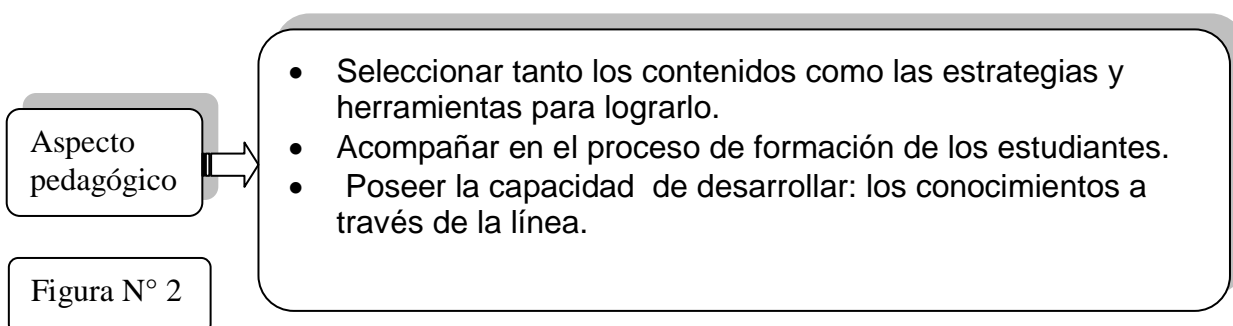 Aspecto
pedagógico
• Seleccionar tanto los contenidos como las estrategias y
herramientas para lograrlo.
• Acompañar en el proceso de formación de los estudiantes.
• Poseer la capacidad de desarrollar: los conocimientos a
través de la línea.
Figura N° 2